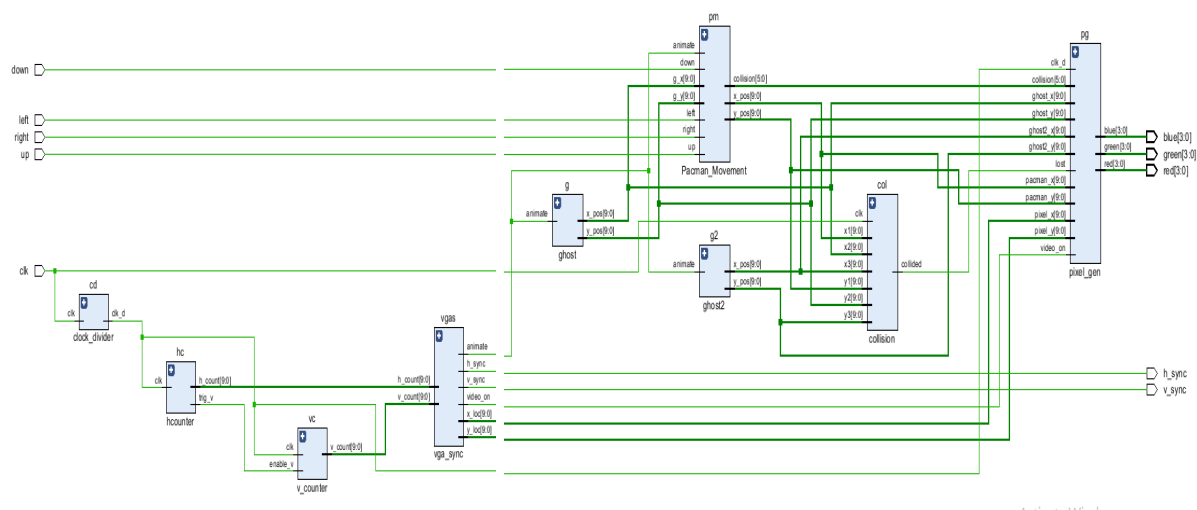 down
left
right
up
clk
cd
clk
clk_d
clock_divider
hc
clk
h_count[9:0]
trig_v
hcounter
vc
clk
enable_v
v_count[9:0]
v_counter
vgas
h_count[9:0]
v_count[9:0]
animate
h_sync
v_sync
video_on
x_loc[9:0]
y_loc[9:0]
vga_sync
g
animate
x_pos[9:0]
y_pos[9:0]
ghost
pm
animate
down
g_x[9:0]
g_y[9:0]
left
right
up
collision[5:0]
x_pos[9:0]
y_pos[9:0]
Pacman_Movement
g2
animate
x_pos[9:0]
y_pos[9:0]
ghost2
col
clk
x1[9:0]
x2[9:0]
x3[9:0]
y1[9:0]
y2[9:0]
y3[9:0]
collided
collision
pg
clk_d
collision[5:0]
ghost_x[9:0]
ghost_y[9:0]
ghost2_x[9:0]
ghost2_y[9:0]
lost
pacman_x[9:0]
pacman_y[9:0]
pixel_x[9:0]
pixel_y[9:0]
video_on
blue[3:0]
green[3:0]
red[3:0]
pixel_gen
blue[3:0]
green[3:0]
red[3:0]
h_sync
v_sync